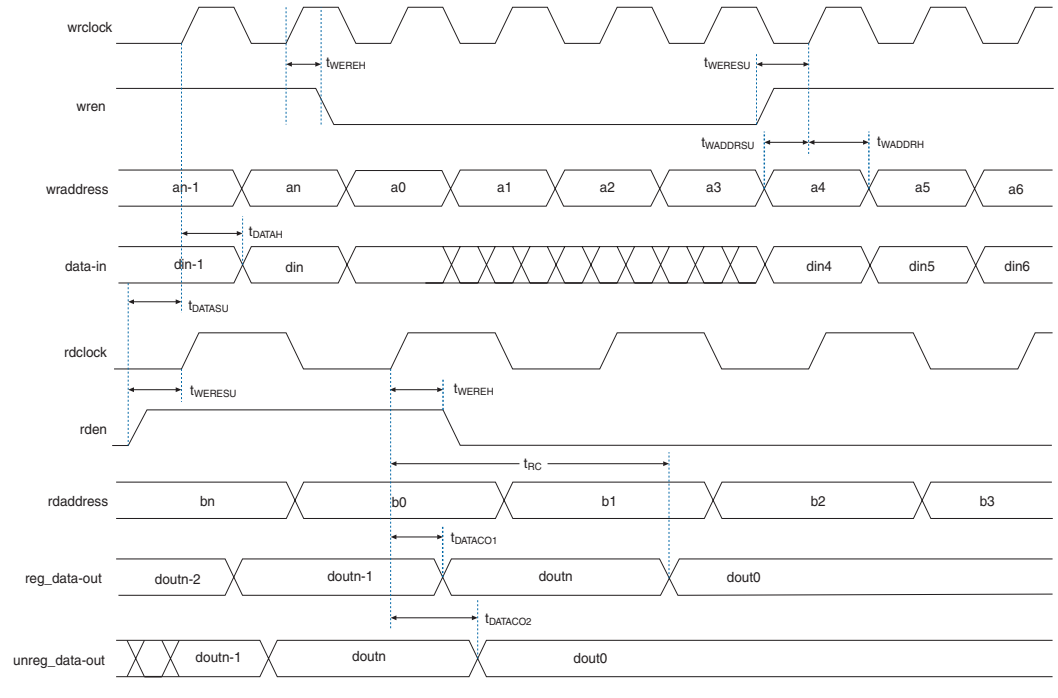 wrclock
tWEREH tWERESU
wren
tWADDRSU tWADDRH
wraddress an-1 an a0 a1 a2 a3 a4 a5 a6
tDATAH
data-in din-1 din din4 din5 din6
tDATASU
rdclock
tWERESU tWEREH
rden
tRC
rdaddress bn b0 b1 b2 b3
tDATACO1
reg_data-out doutn-2 doutn-1 doutn dout0
tDATACO2
unreg_data-out doutn-1 doutn dout0